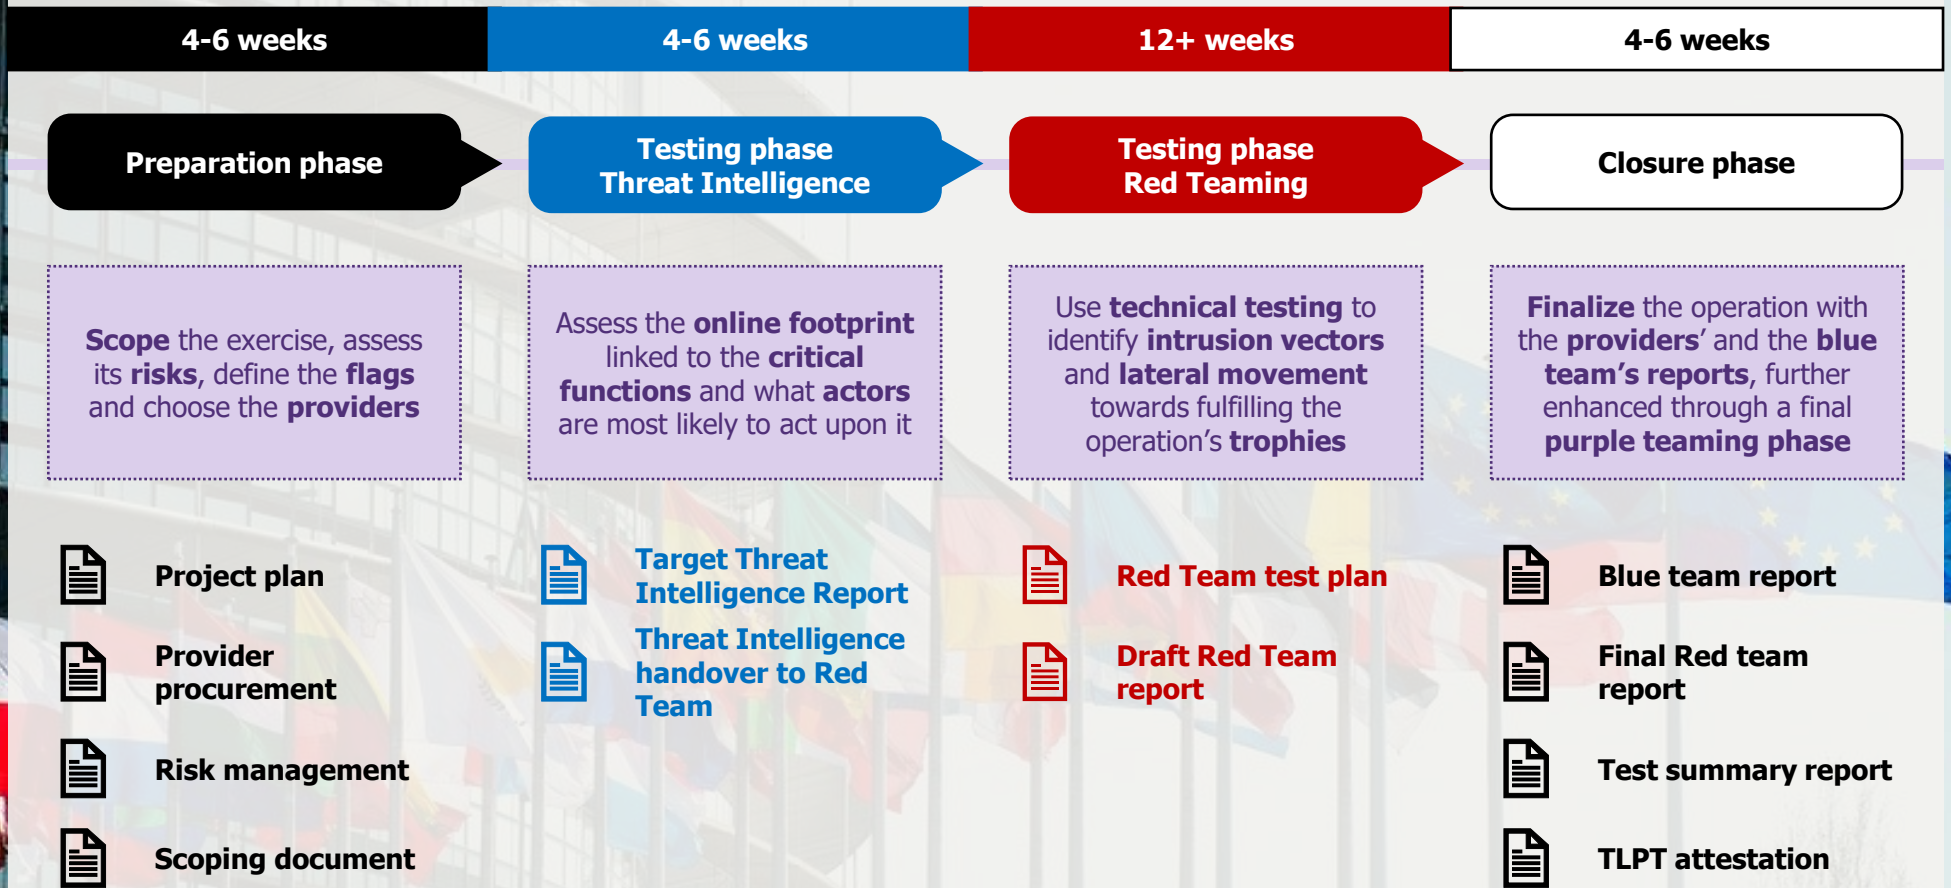 4-6 weeks
4-6 weeks
12+ weeks
4-6 weeks
Preparation phase
Testing phase
Threat Intelligence
Testing phase
Red Teaming
Closure phase
Scope the exercise, assess
its risks, define the flags
and choose the providers
Assess the online footprint
linked to the critical
functions and what actors
are most likely to act upon it
Use technical testing to
identify intrusion vectors
and lateral movement
towards fulfilling the
operation's trophies
Finalize the operation with
the providers’ and the blue
team’s reports, further
enhanced through a final
purple teaming phase
Project plan
Provider
procurement
Risk management
Scoping document
Target Threat
Intelligence Report
Threat Intelligence
handover to Red
Team
Red Team test plan
Draft Red Team
report
Blue team report
Final Red team
report
Test summary report
TLPT attestation